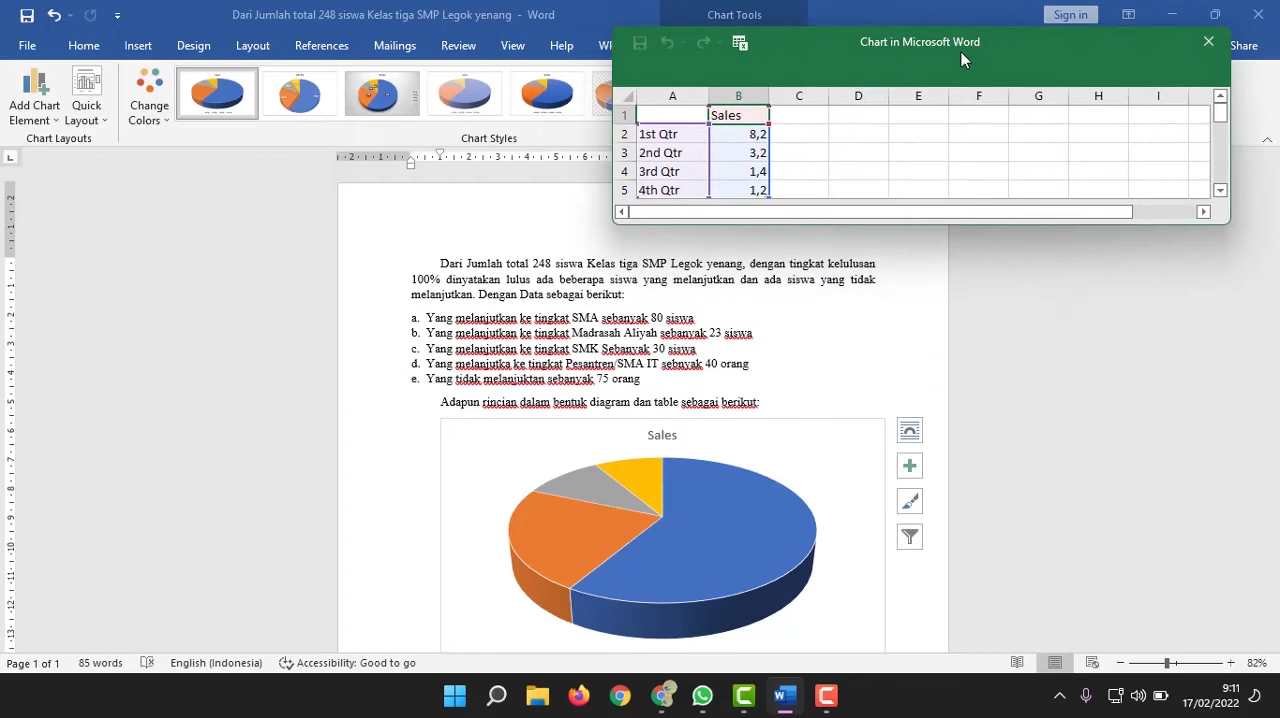 Dari Jumlah total 248 siswa Kelas tiga SMP Legok yenang - Word
Chart Tools
Sign in
File Home Insert Design Layout References Mailings Review View Help WP Share
Add Chart Element
Quick Layout
Change Colors
Chart Layouts
Chart Styles
Chart in Microsoft Word
A B C D E F G H I
1 Sales
2 1st Qtr 8,2
3 2nd Qtr 3,2
4 3rd Qtr 1,4
5 4th Qtr 1,2
Dari Jumlah total 248 siswa Kelas tiga SMP Legok yenang, dengan tingkat kelulusan
100% dinyatakan lulus ada beberapa siswa yang melanjutkan dan ada siswa yang tidak
melanjutkan. Dengan Data sebagai berikut:
a. Yang melanjutkan ke tingkat SMA sebanyak 80 siswa
b. Yang melanjutkan ke tingkat Madrasah Aliyah sebanyak 23 siswa
c. Yang melanjutkan ke tingkat SMK Sebanyak 30 siswa
d. Yang melanjutka ke tingkat Pesantren/SMA IT sebnyak 40 orang
e. Yang tidak melanjuktan sebanyak 75 orang
Adapun rincian dalam bentuk diagram dan table sebagai berikut:
Sales
Page 1 of 1 85 words English (Indonesia) Accessibility: Good to go 82%
9:11
17/02/2022